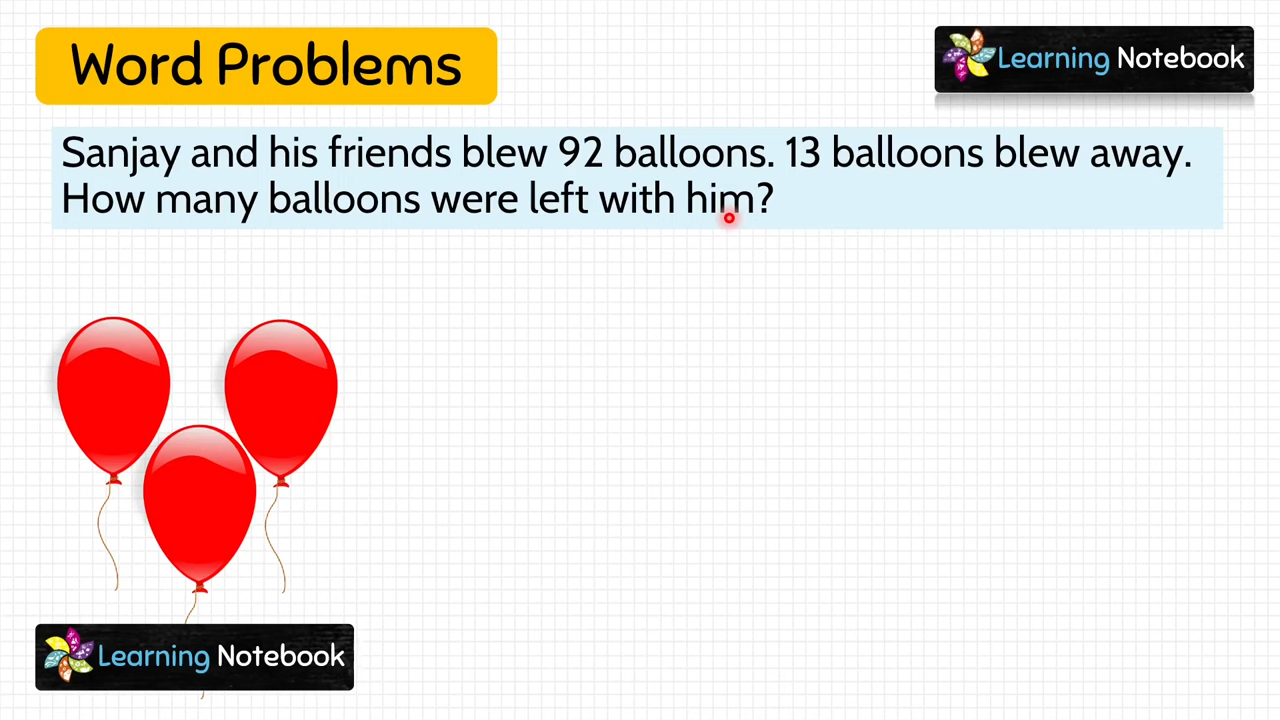 Word Problems
Learning Notebook
Sanjay and his friends blew 92 balloons. 13 balloons blew away.
How many balloons were left with him?
Learning Notebook